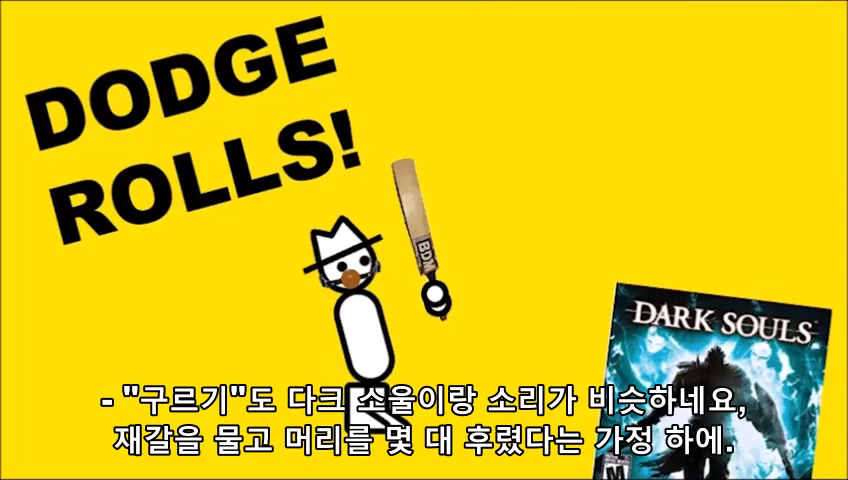 DODGE
ROLLS!
BDM
DARK SOULS
M
- "구르기"도 다크 소울이랑 소리가 비슷하네요,
재갈을 물고 머리를 몇 대 후렸다는 가정 하에.